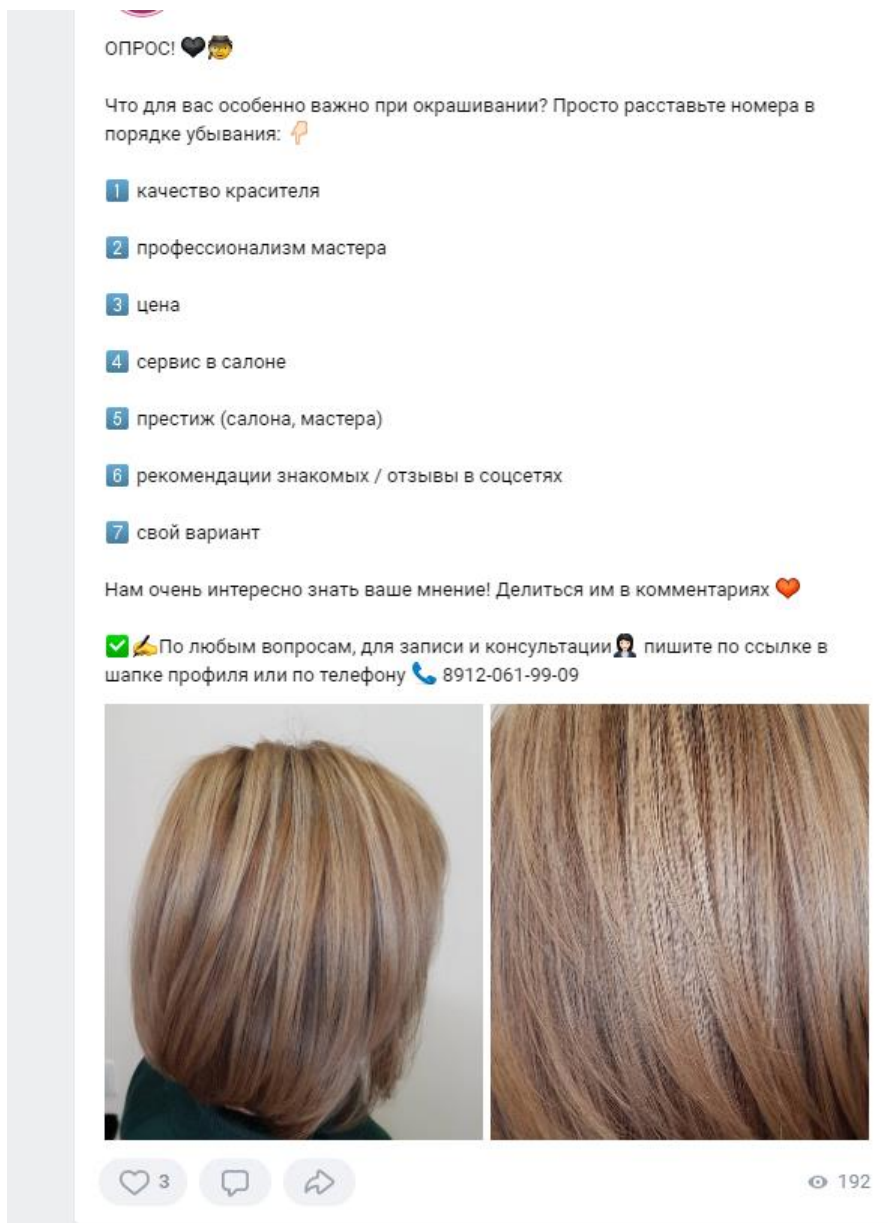 ОПРОС! 🖤🕵
Что для вас особенно важно при окрашивании? Просто расставьте номера в
порядке убывания: 👇🏻
1️⃣ качество красителя
2️⃣ профессионализм мастера
3️⃣ цена
4️⃣ сервис в салоне
5️⃣ престиж (салона, мастера)
6️⃣ рекомендации знакомых / отзывы в соцсетях
7️⃣ свой вариант
Нам очень интересно знать ваше мнение! Делиться им в комментариях ❤
✅✍По любым вопросам, для записи и консультации👩🏻‍💼 пишите по ссылке в
шапке профиля или по телефону 📞 8912-061-99-09
3
192